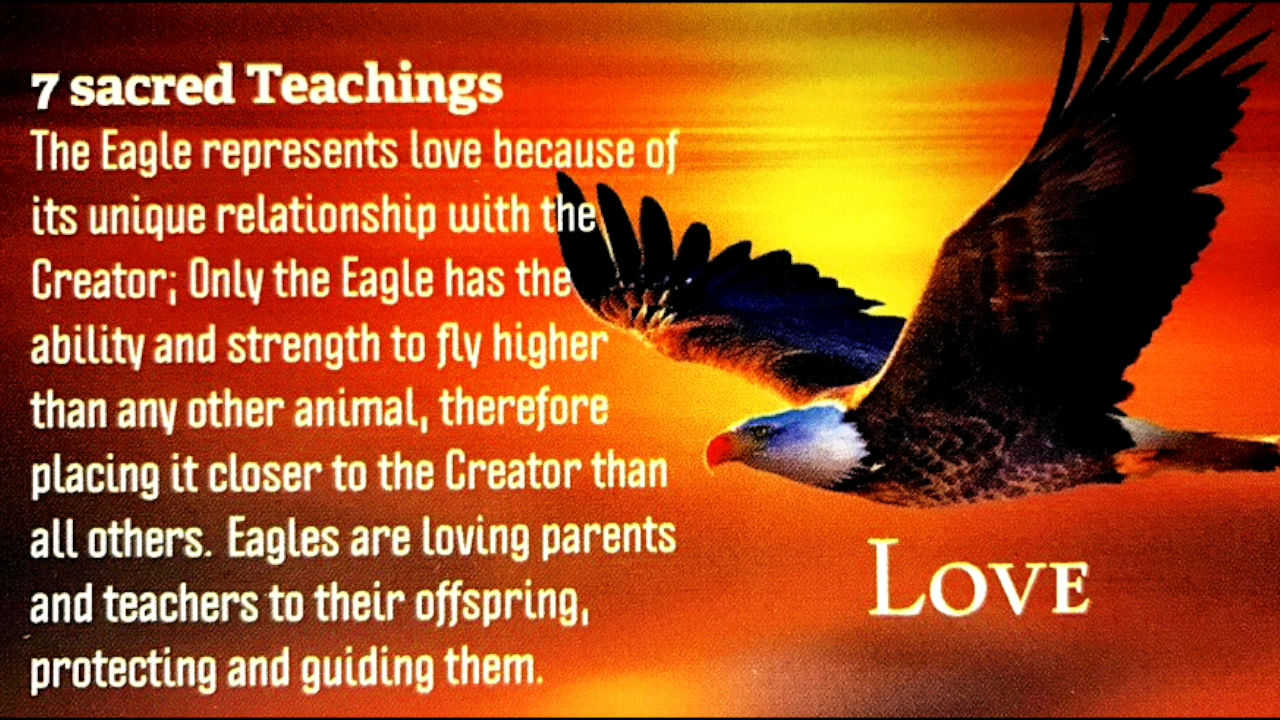 7 sacred Teachings
The Eagle represents love because of
its unique relationship with the
Creator; Only the Eagle has the
ability and strength to fly higher
than any other animal, therefore
placing it closer to the Creator than
all others. Eagles are loving parents
and teachers to their offspring,
protecting and guiding them.
LOVE